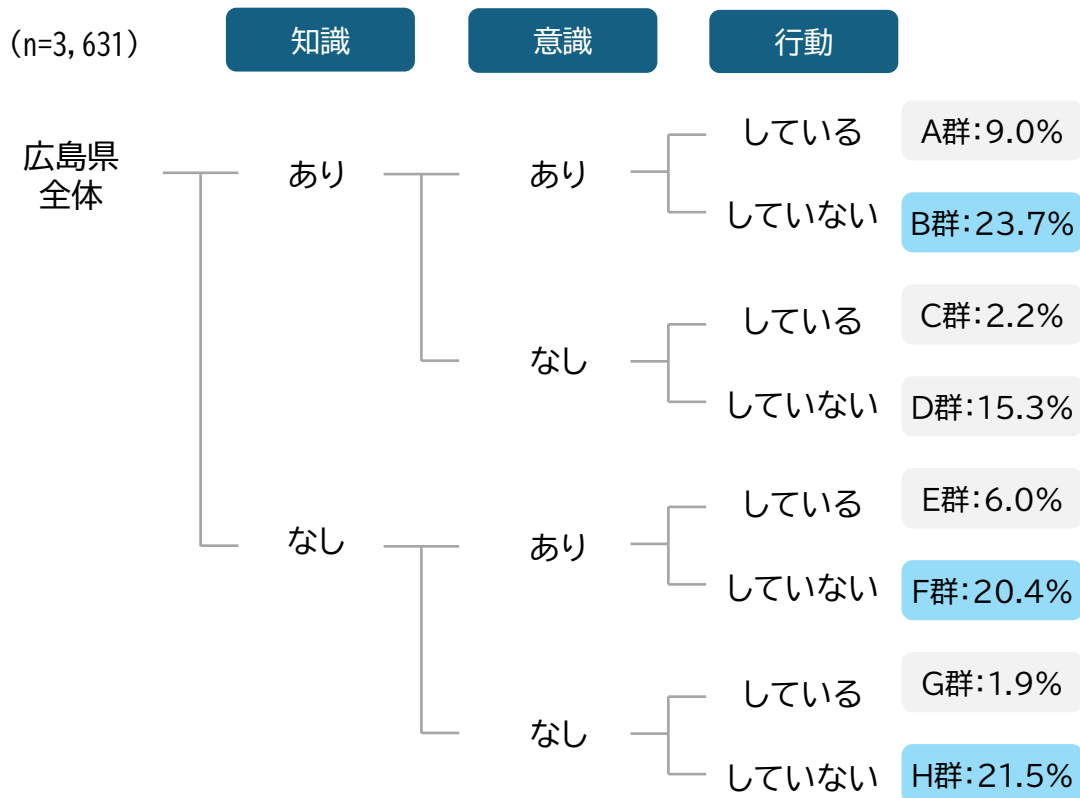 (n=3,631)
知識
意識
行動
広島県
全体
あり
あり
している
A群:9.0%
していない
B群:23.7%
なし
している
C群:2.2%
していない
D群:15.3%
なし
あり
している
E群:6.0%
していない
F群:20.4%
なし
している
G群:1.9%
していない
H群:21.5%